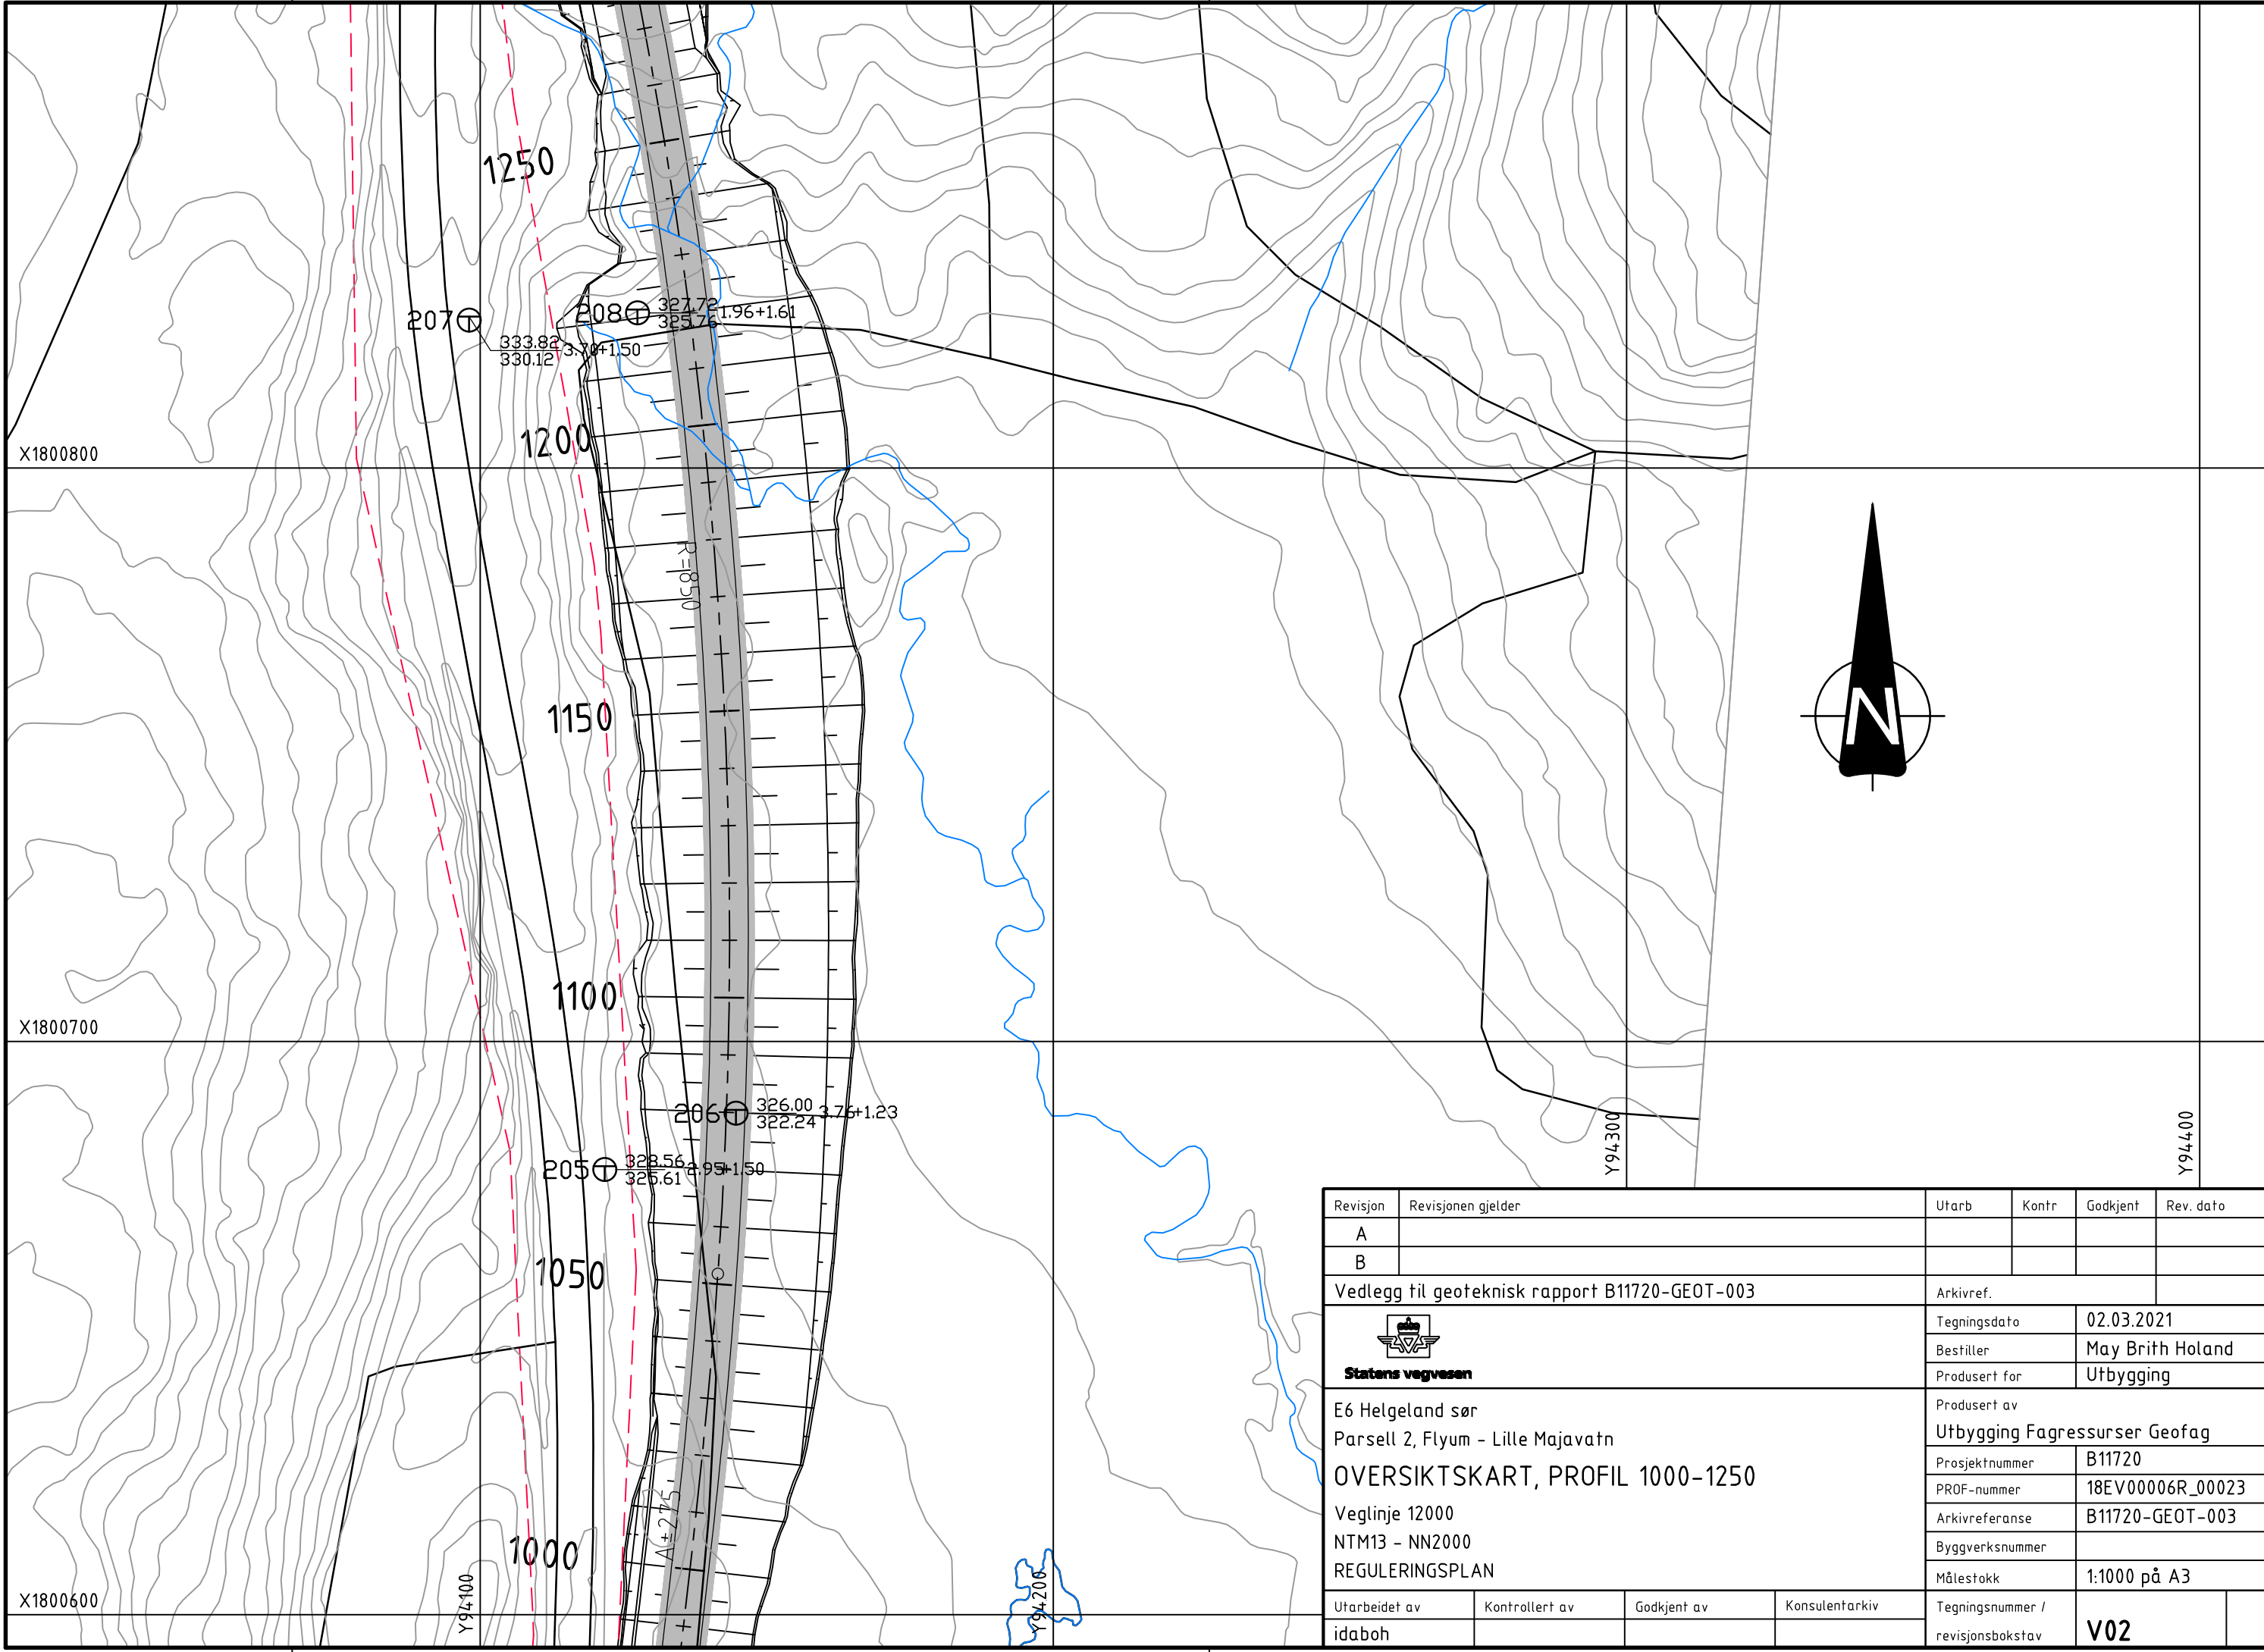 1250
208 327.72 1.96+1.61
325.76
207 333.82 3.70+1.50
330.12
1200
X1800800
R=850
1150
N
1100
X1800700
206 326.00 3.76+1.23
322.24
205 328.56 2.95+1.50
325.61
1050
Y94300
Y94400
A=275
1000
Y94100
Y94200
X1800600
Revisjon Revisjonen gjelder Utarb Kontr Godkjent Rev. dato
A
B
Vedlegg til geoteknisk rapport B11720-GEOT-003 Arkivref.
Statens vegvesen
Tegningsdato 02.03.2021
Bestiller May Brith Holand
Produsert for Utbygging
E6 Helgeland sør
Parsell 2, Flyum - Lille Majavatn
OVERSIKTSKART, PROFIL 1000-1250
Veglinje 12000
NTM13 - NN2000
REGULERINGSPLAN
Produsert av
Utbygging Fagressurser Geofag
Prosjektnummer B11720
PROF-nummer 18EV00006R_00023
Arkivreferanse B11720-GEOT-003
Byggverksnummer
Målestokk 1:1000 på A3
Utarbeidet av Kontrollert av Godkjent av Konsulentarkiv
idaboh
Tegningsnummer /
revisjonsbokstav V02